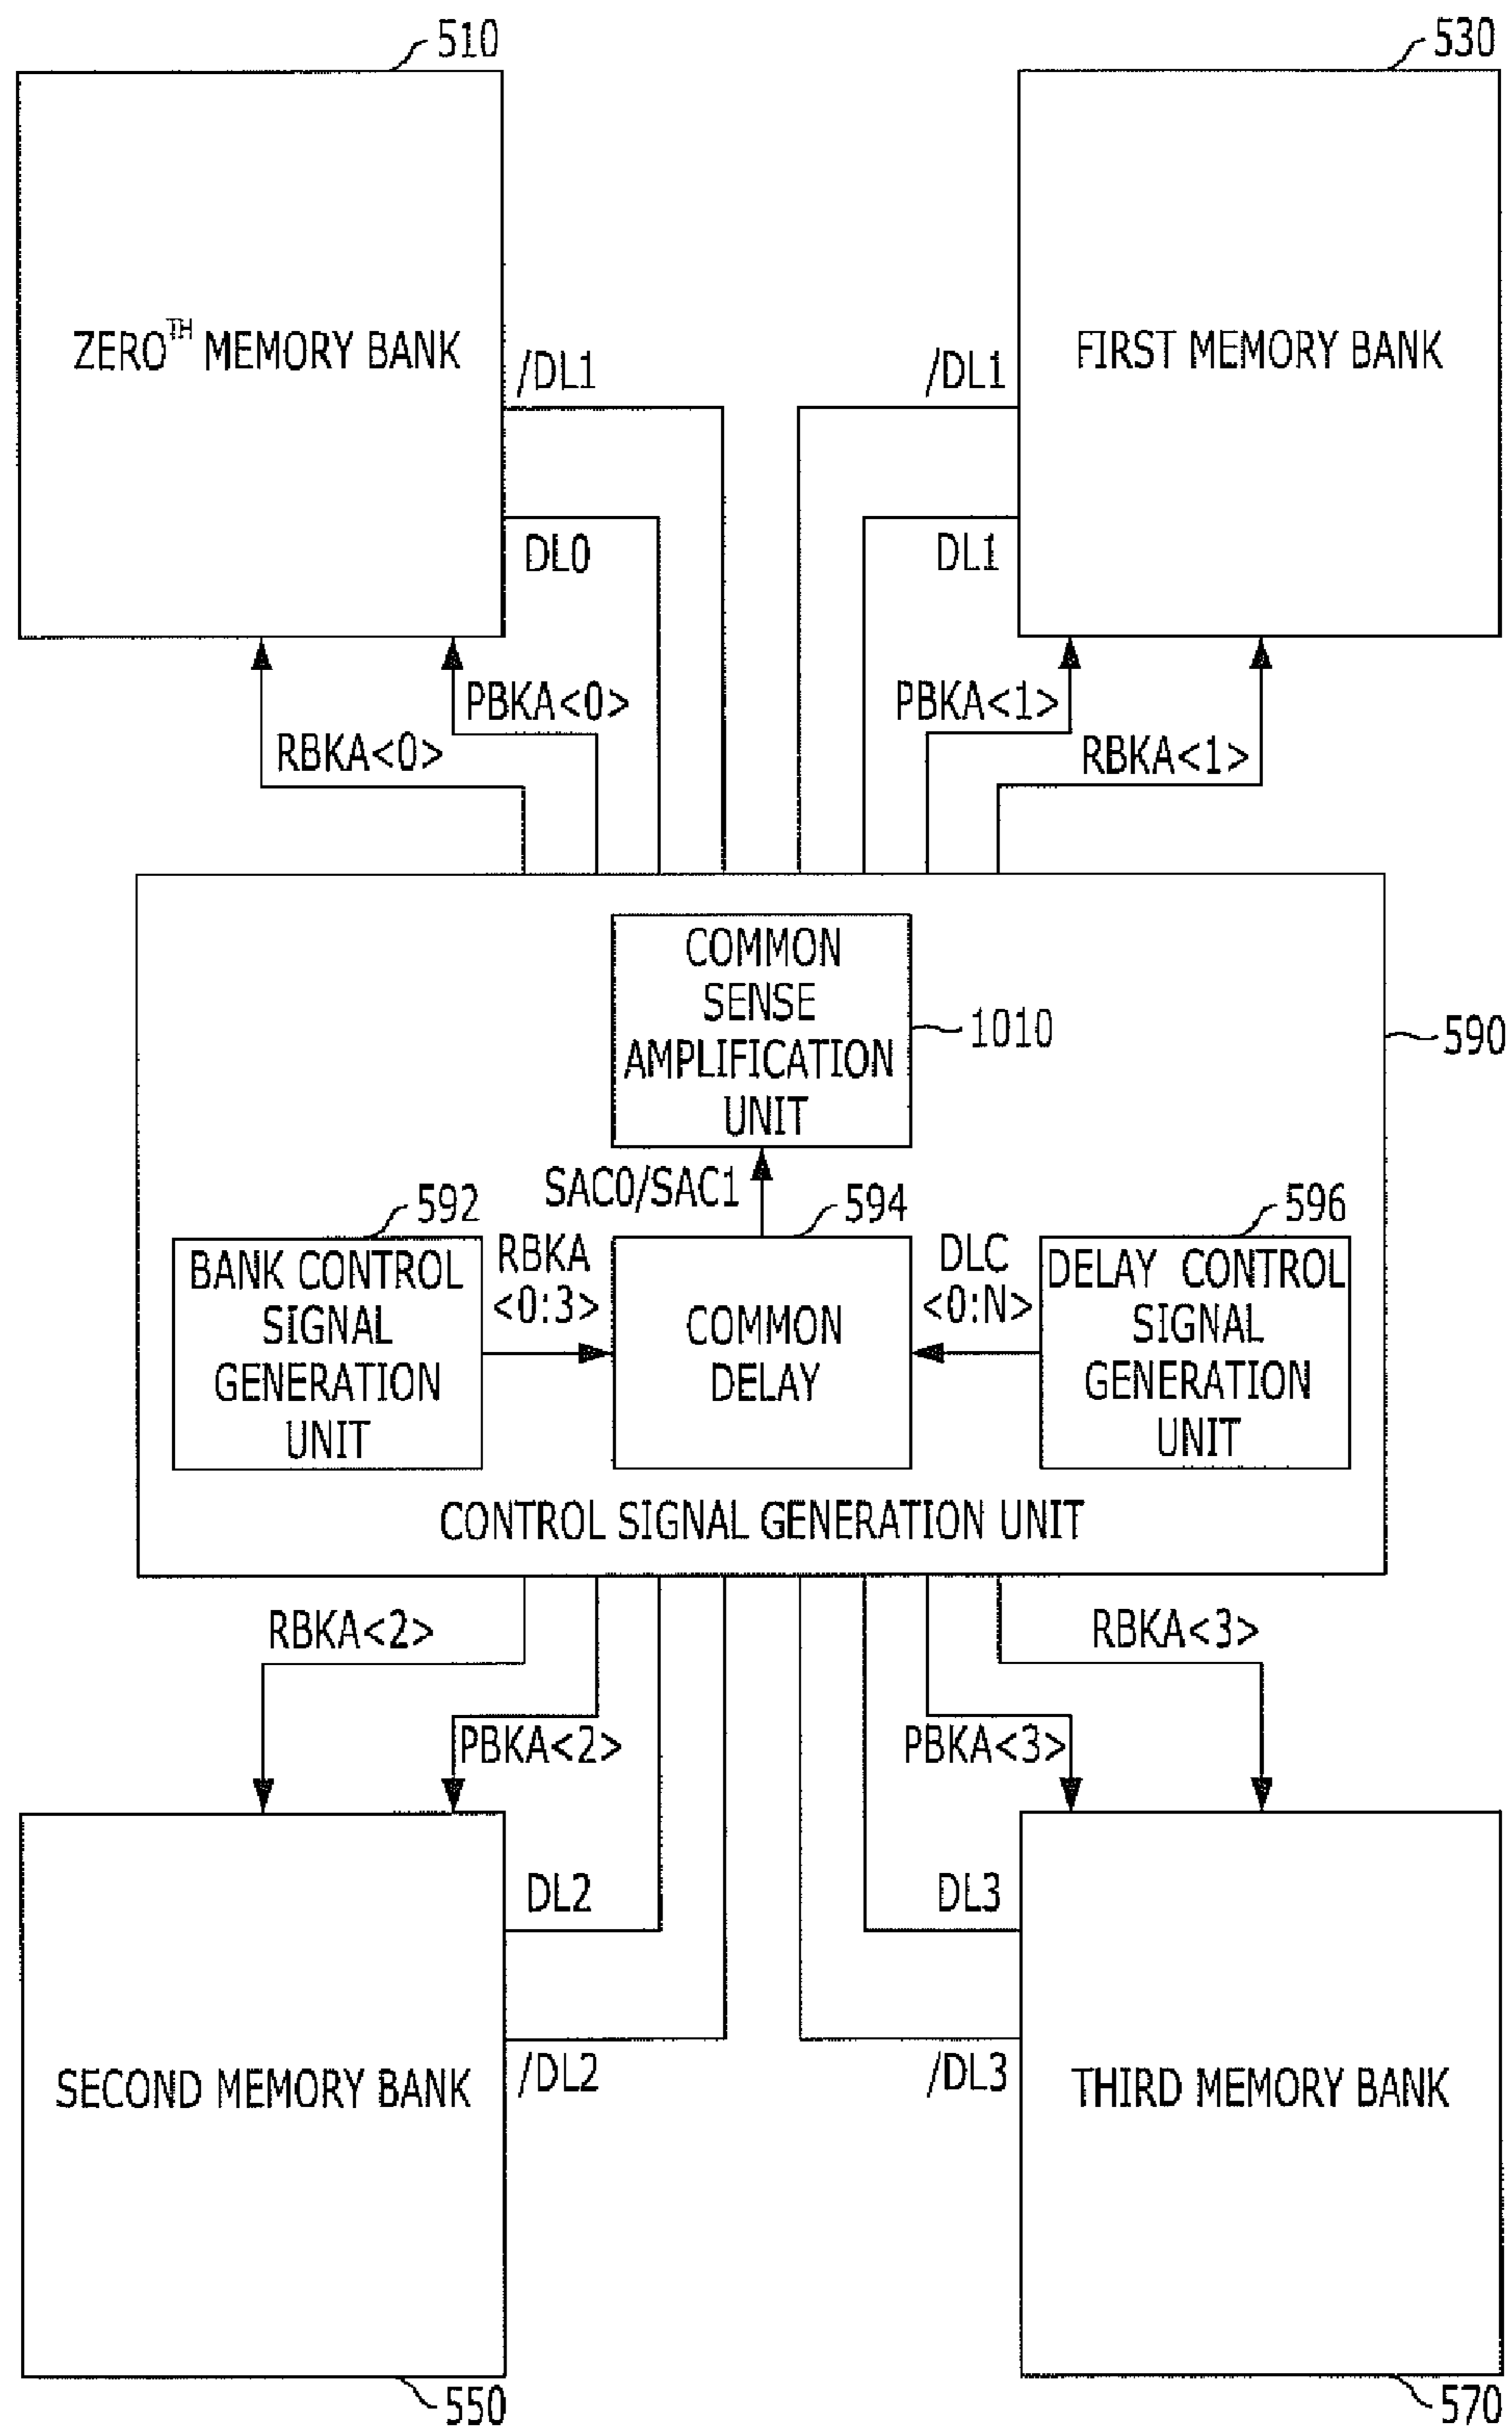 510
530
ZERO^TH MEMORY BANK
FIRST MEMORY BANK
/DL1
/DL1
DL0
DL1
PBKA<0>
PBKA<1>
RBKA<0>
RBKA<1>
COMMON
SENSE
AMPLIFICATION
UNIT
1010
590
SAC0/SAC1
592
594
596
BANK CONTROL
SIGNAL
GENERATION
UNIT
RBKA
<0:3>
COMMON
DELAY
DLC
<0:N>
DELAY CONTROL
SIGNAL
GENERATION
UNIT
CONTROL SIGNAL GENERATION UNIT
RBKA<2>
RBKA<3>
PBKA<2>
PBKA<3>
DL2
DL3
/DL2
/DL3
SECOND MEMORY BANK
THIRD MEMORY BANK
550
570